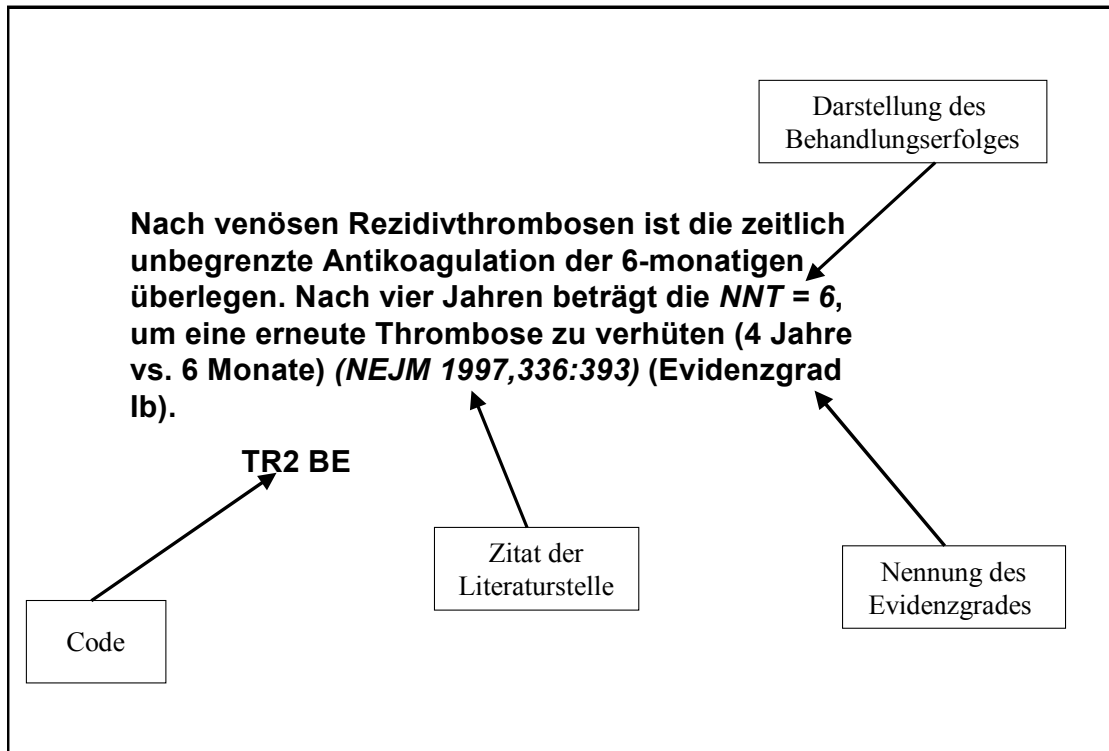 Darstellung des
Behandlungserfolges
Nach venösen Rezidivthrombosen ist die zeitlich
unbegrenzte Antikoagulation der 6-monatigen
überlegen. Nach vier Jahren beträgt die NNT = 6,
um eine erneute Thrombose zu verhüten (4 Jahre
vs. 6 Monate) (NEJM 1997,336:393) (Evidenzgrad
Ib).
TR2 BE
Zitat der
Literaturstelle
Nennung des
Evidenzgrades
Code